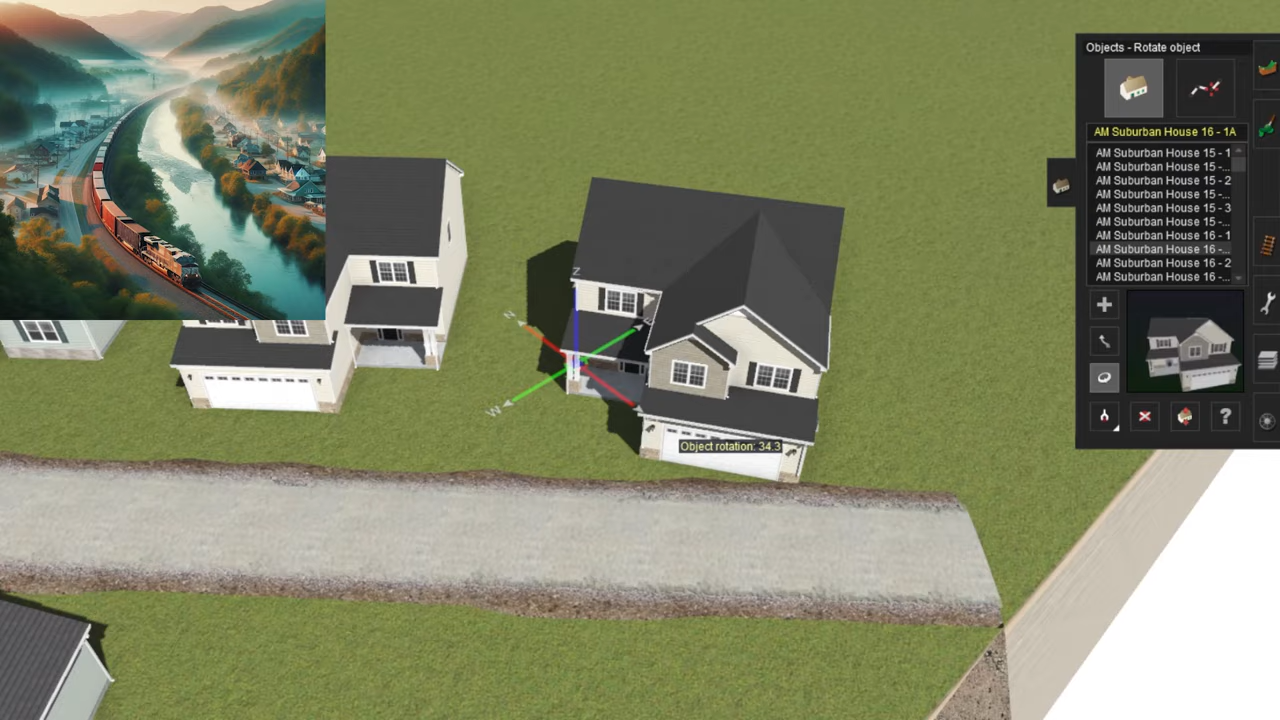 Objects - Rotate object
AM Suburban House 16 - 1A
AM Suburban House 15 - 1
AM Suburban House 15 -...
AM Suburban House 15 - 2
AM Suburban House 15 -...
AM Suburban House 15 - 3
AM Suburban House 15 -...
AM Suburban House 16 - 1
AM Suburban House 16 -...
AM Suburban House 16 - 2
AM Suburban House 16 -...
?
Z
N
W
Object rotation: 34.3